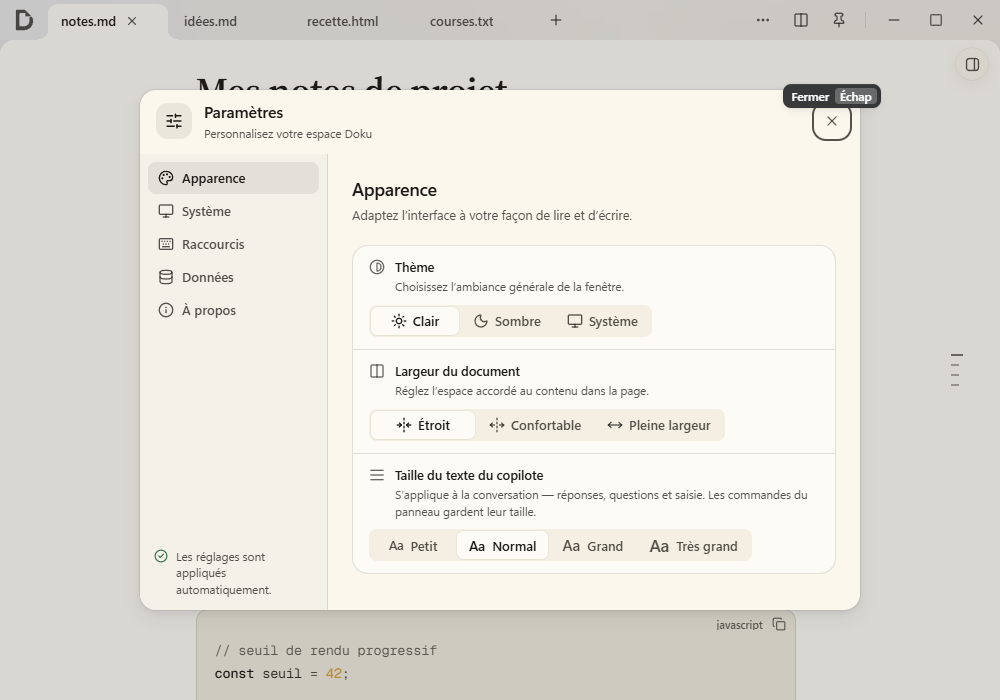 notes.md
idées.md
recette.html
courses.txt
Mes notes de projet
Fermer Échap
Paramètres
Personnalisez votre espace Doku
Apparence
Système
Raccourcis
Données
À propos
Les réglages sont
appliqués
automatiquement.
Apparence
Adaptez l'interface à votre façon de lire et d'écrire.
Thème
Choisissez l'ambiance générale de la fenêtre.
Clair
Sombre
Système
Largeur du document
Réglez l'espace accordé au contenu dans la page.
Étroit
Confortable
Pleine largeur
Taille du texte du copilote
S'applique à la conversation — réponses, questions et saisie. Les commandes du
panneau gardent leur taille.
Aa Petit
Aa Normal
Aa Grand
Aa Très grand
javascript
// seuil de rendu progressif
const seuil = 42;